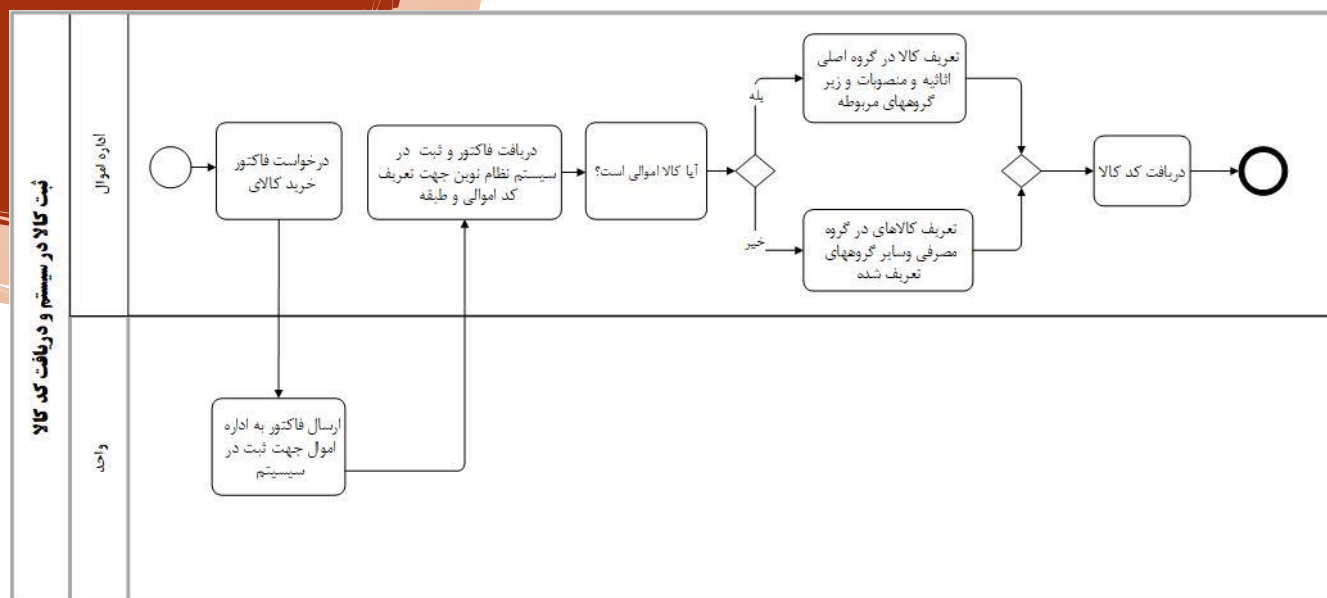 ثبت کالا در سیستم و دریافت کد کالا
اداره اموال
درخواست فاکتور
خرید کالای
دریافت فاکتور و ثبت در
سیستم نظام نوین جهت تعریف
کد اموالی و طبقه
آیا کالا اموالی است؟
بله
تعریف کالا در گروه اصلی
اثاثیه و منصوبات و زیر
گروههای مربوطه
خیر
تعریف کالاهای در گروه
مصرفی وسایر گروههای
تعریف شده
دریافت کد کالا
واحد
ارسال فاکتور به اداره
اموال جهت ثبت در
سیسیتم